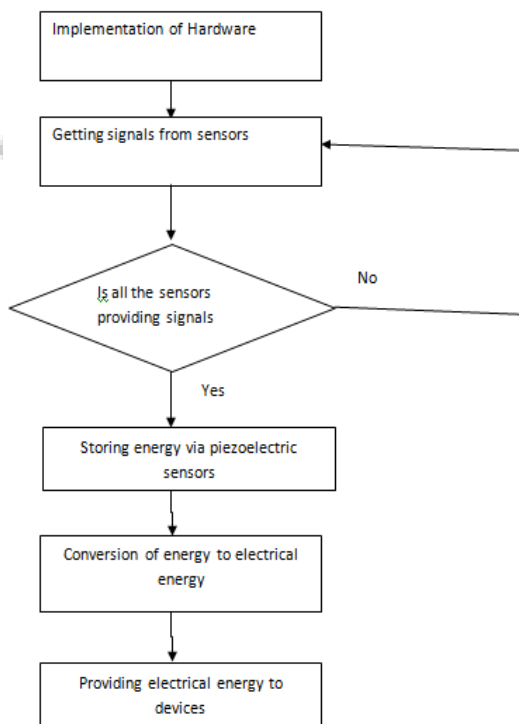 Implementation of Hardware
Getting signals from sensors
Is all the sensors
providing signals
No
Yes
Storing energy via piezoelectric
sensors
Conversion of energy to electrical
energy
Providing electrical energy to
devices